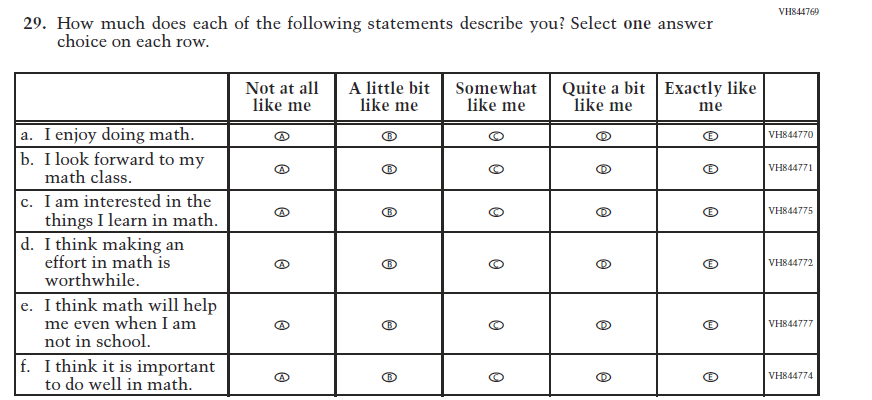 VH844769
29. How much does each of the following statements describe you? Select one answer
choice on each row.
Not at all like me A little bit like me Somewhat like me Quite a bit like me Exactly like me
a. I enjoy doing math. A B C D E VH844770
b. I look forward to my
math class. A B C D E VH844771
c. I am interested in the
things I learn in math. A B C D E VH844775
d. I think making an
effort in math is
worthwhile. A B C D E VH844772
e. I think math will help
me even when I am
not in school. A B C D E VH844777
f. I think it is important
to do well in math. A B C D E VH844774